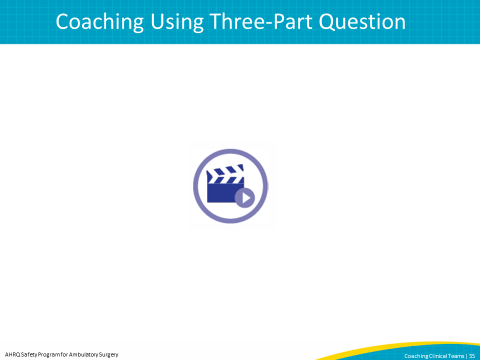 Coaching Using Three-Part Question
AHRQ Safety Program for Ambulatory Surgery
Coaching Clinical Teams | 35